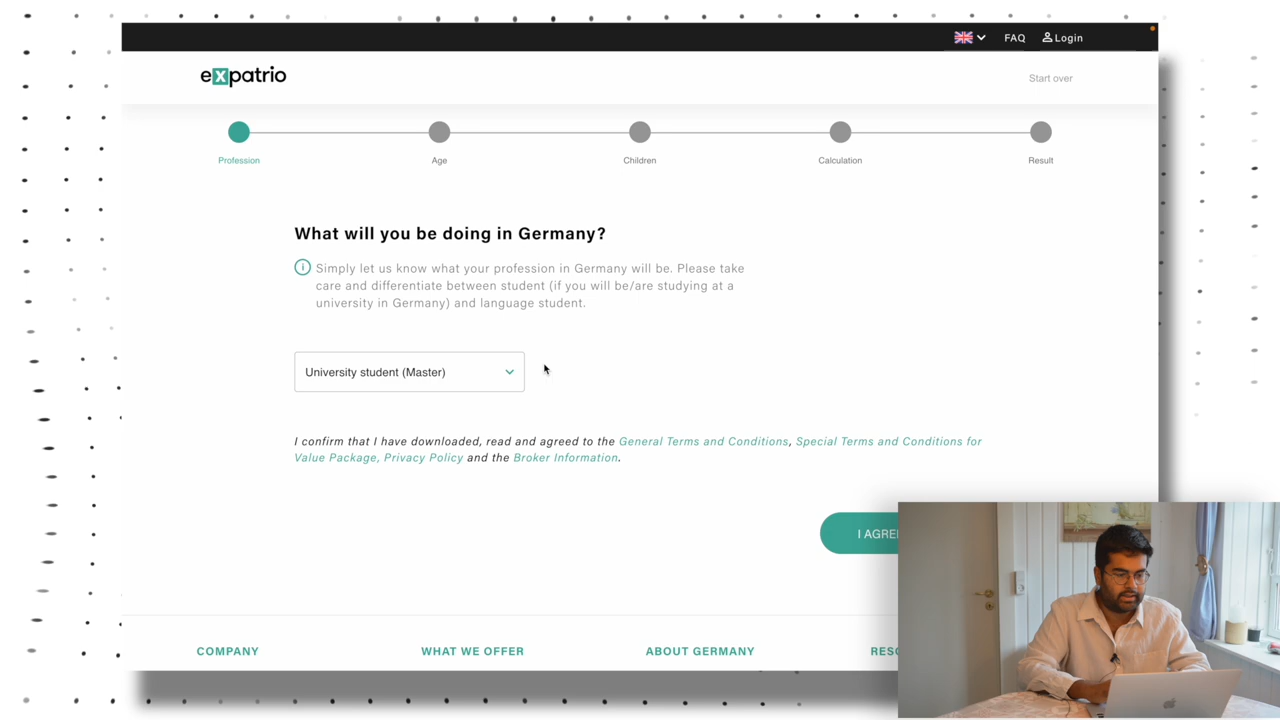 FAQ
Login
expatrio
Start over
Profession
Age
Children
Calculation
Result
What will you be doing in Germany?
Simply let us know what your profession in Germany will be. Please take
care and differentiate between student (if you will be/are studying at a
university in Germany) and language student.
University student (Master)
I confirm that I have downloaded, read and agreed to the General Terms and Conditions, Special Terms and Conditions for
Value Package, Privacy Policy and the Broker Information.
I AGREE
COMPANY
WHAT WE OFFER
ABOUT GERMANY